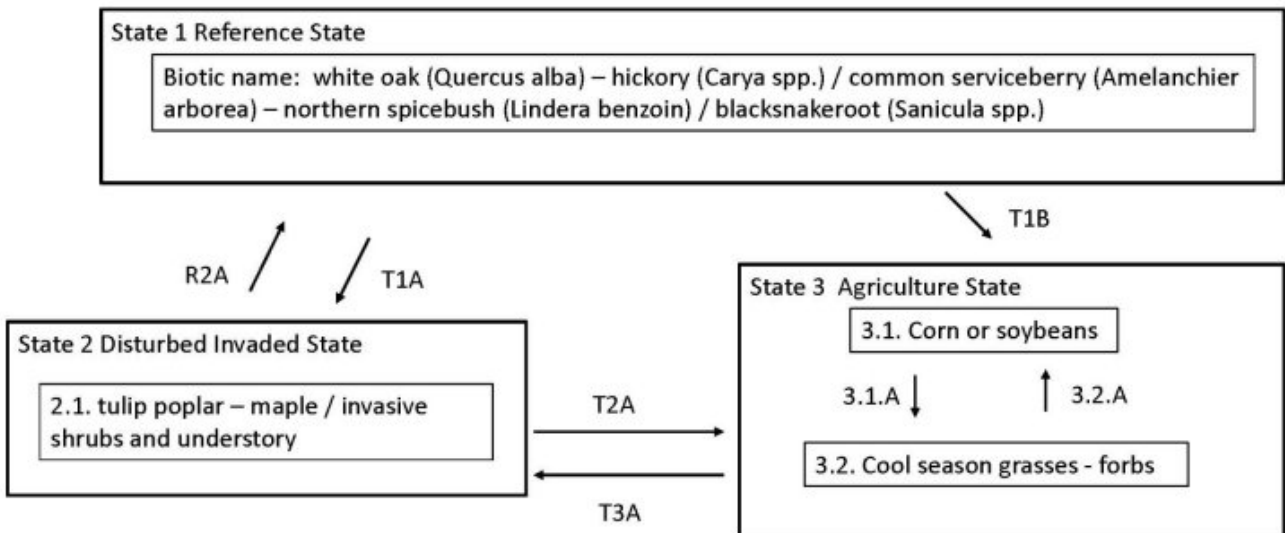 State 1 Reference State
Biotic name:  white oak (Quercus alba) – hickory (Carya spp.) / common serviceberry (Amelanchier
arborea) – northern spicebush (Lindera benzoin) / blacksnakeroot (Sanicula spp.)
T1B
R2A
T1A
State 3  Agriculture State
3.1. Corn or soybeans
State 2 Disturbed Invaded State
2.1. tulip poplar – maple / invasive
shrubs and understory
T2A
3.1.A
3.2.A
3.2. Cool season grasses - forbs
T3A